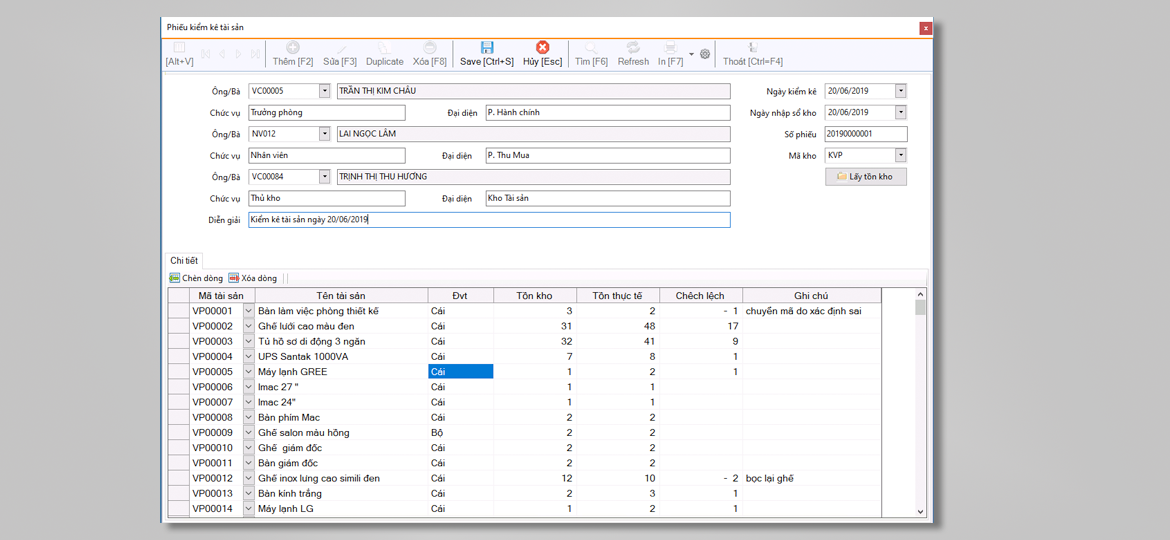 Phiếu kiểm kê tài sản
x
[Alt+V] Thêm [F2] Sửa [F3] Duplicate Xóa [F8] Save [Ctrl+S] Hủy [Esc] Tìm [F6] Refresh In [F7] Thoát [Ctrl=F4]
Ông/Bà VC00005 TRẦN THỊ KIM CHÂU Ngày kiểm kê 20/06/2019
Chức vụ Trưởng phòng Đại diện P. Hành chính Ngày nhập sổ kho 20/06/2019
Ông/Bà NV012 LAI NGỌC LÂM Số phiếu 20190000001
Chức vụ Nhân viên Đại diện P. Thu Mua Mã kho KVP
Ông/Bà VC00084 TRỊNH THỊ THU HƯƠNG Lấy tồn kho
Chức vụ Thủ kho Đại diện Kho Tài sản
Diễn giải Kiểm kê tài sản ngày 20/06/2019
Chi tiết
Chèn dòng Xóa dòng
Mã tài sản Tên tài sản Đvt Tồn kho Tồn thực tế Chêch lệch Ghi chú
VP00001 Bàn làm việc phòng thiết kế Cái 3 2 - 1 chuyển mã do xác định sai
VP00002 Ghế lưới cao màu đen Cái 31 48 17
VP00003 Tủ hồ sơ di động 3 ngăn Cái 32 41 9
VP00004 UPS Santak 1000VA Cái 7 8 1
VP00005 Máy lạnh GREE Cái 1 2 1
VP00006 Imac 27 " Cái 1 1
VP00007 Imac 24" Cái 1 1
VP00008 Bàn phím Mac Cái 2 2
VP00009 Ghế salon màu hồng Bộ 2 2
VP00010 Ghế  giám đốc Cái 2 2
VP00011 Bàn giám đốc Cái 2 2
VP00012 Ghế inox lưng cao simili đen Cái 12 10 - 2 bọc lại ghế
VP00013 Bàn kính trắng Cái 2 3 1
VP00014 Máy lạnh LG Cái 1 2 1